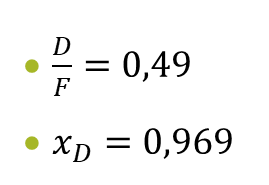 • D/F = 0,49
• x_D = 0,969